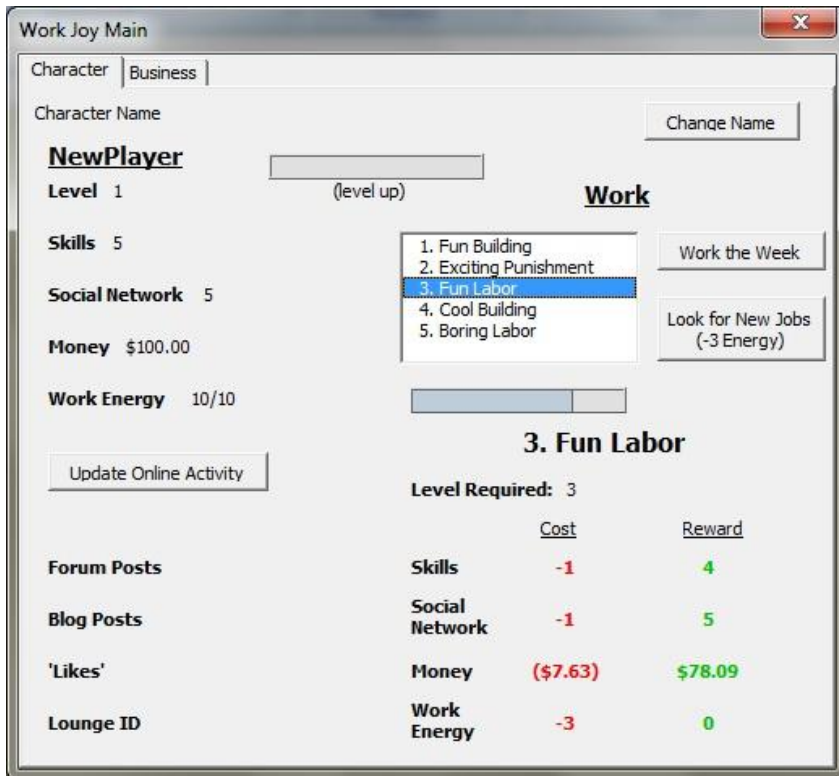 Work Joy Main
Character
Business
Character Name
Change Name
NewPlayer
(level up)
Level 1
Work
Skills 5
1. Fun Building
2. Exciting Punishment
3. Fun Labor
4. Cool Building
5. Boring Labor
Work the Week
Social Network 5
Look for New Jobs
(-3 Energy)
Money $100.00
Work Energy 10/10
3. Fun Labor
Update Online Activity
Level Required: 3
Cost Reward
Forum Posts
Skills -1 4
Blog Posts
Social
Network -1 5
'Likes'
Money ($7.63) $78.09
Lounge ID
Work
Energy -3 0